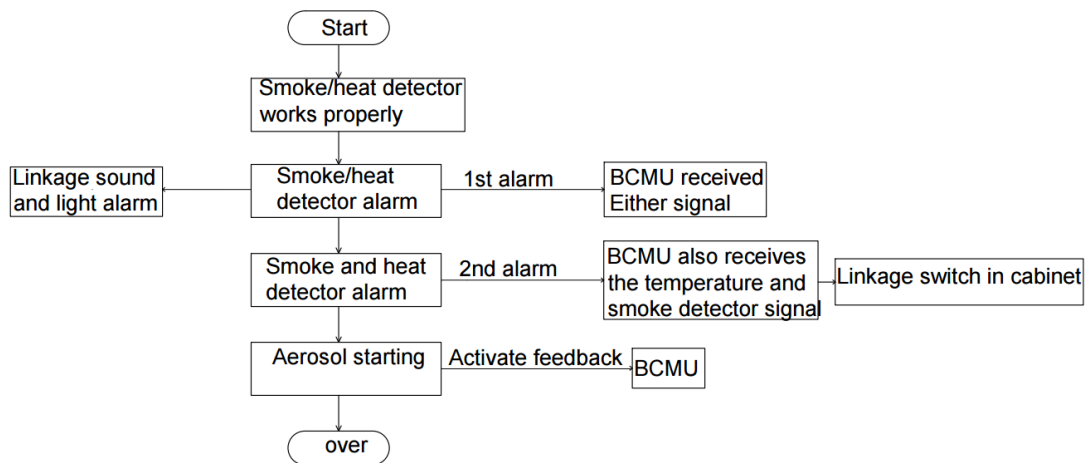 Start
Smoke/heat detector
works properly
Linkage sound
and light alarm
Smoke/heat
detector alarm
1st alarm
BCMU received
Either signal
Smoke and heat
detector alarm
2nd alarm
BCMU also receives
the temperature and
smoke detector signal
Linkage switch in cabinet
Aerosol starting
Activate feedback
BCMU
over